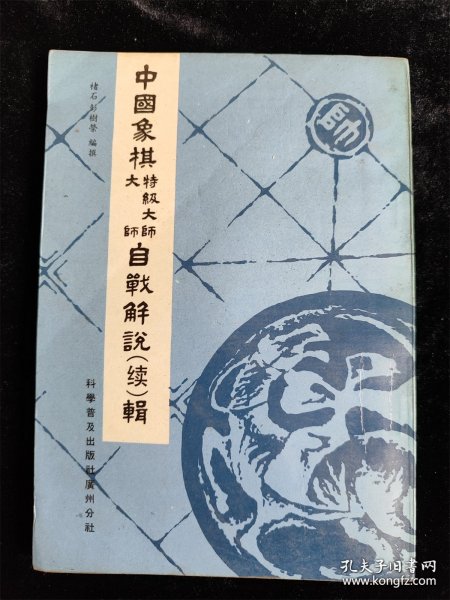 中國象棋
特級大師
大師
自戰解說(续)輯
褚石 彭樹榮 編撰
科學普及出版社廣州分社
孔夫子旧书网
www.kongfz.com